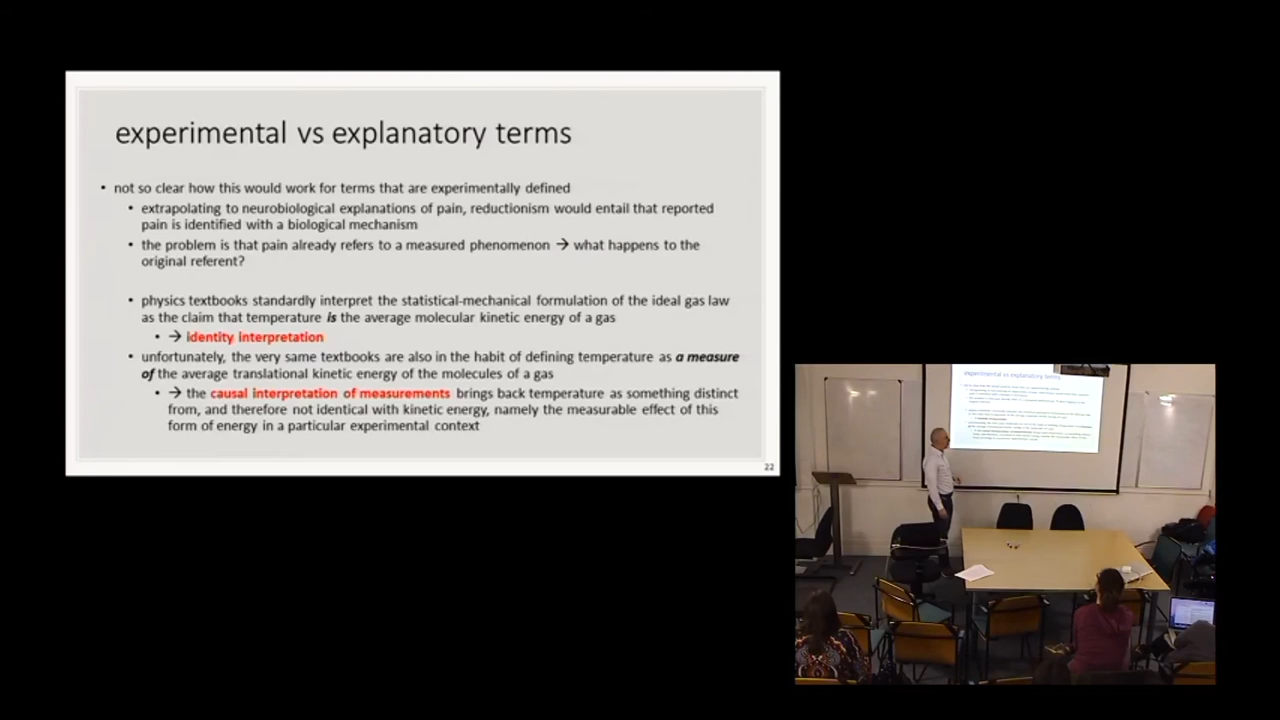 experimental vs explanatory terms
• not so clear how this would work for terms that are experimentally defined
• extrapolating to neurobiological explanations of pain, reductionism would entail that reported
pain is identified with a biological mechanism
• the problem is that pain already refers to a measured phenomenon → what happens to the
original referent?
• physics textbooks standardly interpret the statistical-mechanical formulation of the ideal gas law
as the claim that temperature is the average molecular kinetic energy of a gas
• → identity interpretation
• unfortunately, the very same textbooks are also in the habit of defining temperature as a measure
of the average translational kinetic energy of the molecules of a gas
• → the causal interpretation of measurements brings back temperature as something distinct
from, and therefore not identical with kinetic energy, namely the measurable effect of this
form of energy in a particular experimental context
22
experimental vs explanatory terms